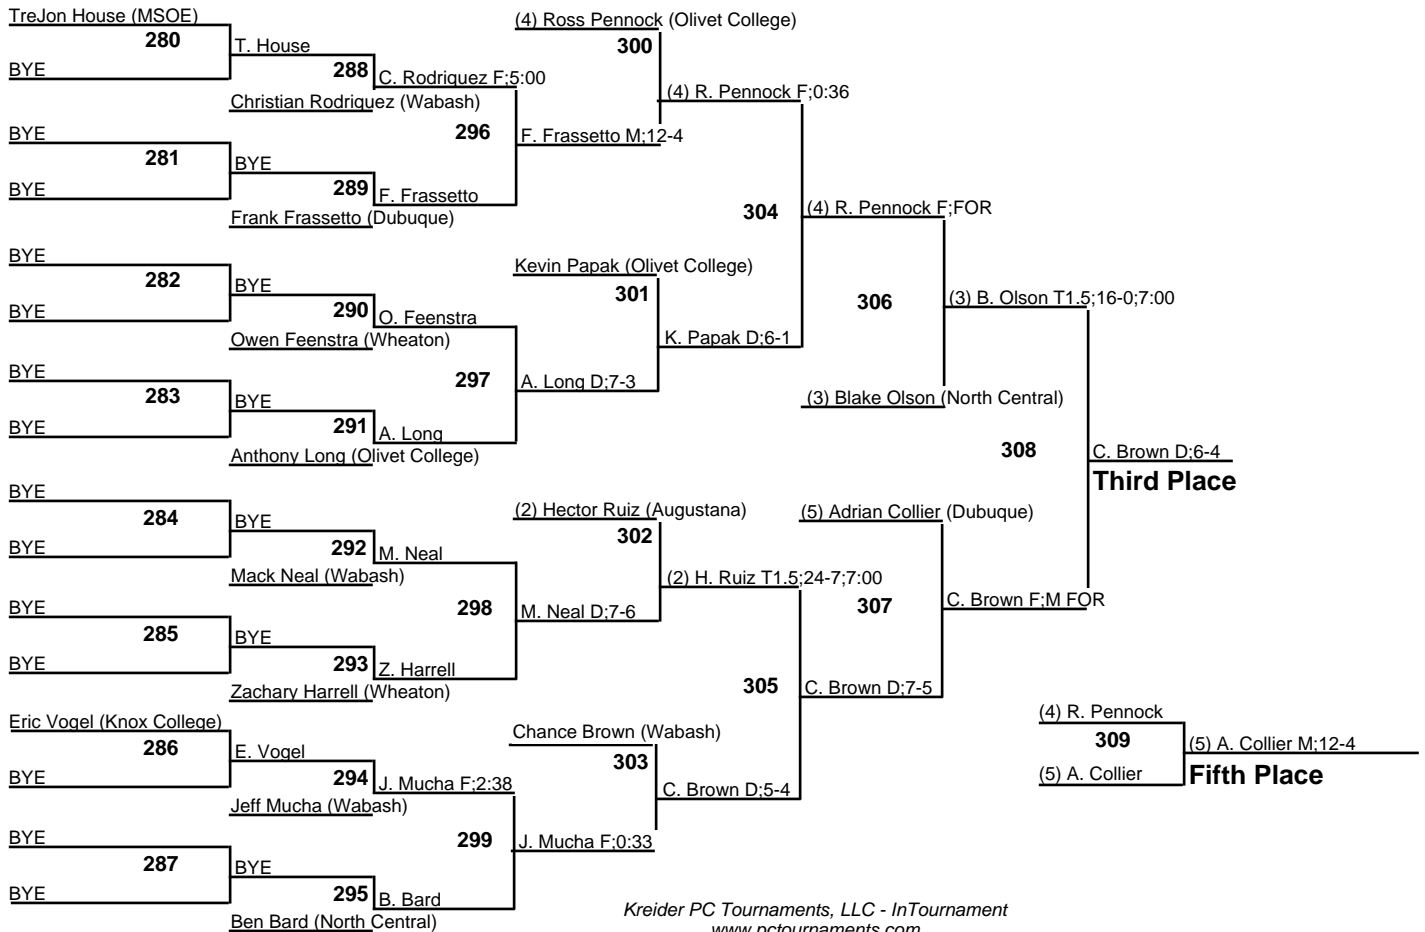 TreJon House (MSOE)
280
BYE
T. House
288
Christian Rodriquez (Wabash)
C. Rodriquez F;5:00
BYE
281
BYE
BYE
289
Frank Frassetto (Dubuque)
F. Frassetto
296
F. Frassetto M;12-4
(4) Ross Pennock (Olivet College)
300
(4) R. Pennock F;0:36
BYE
282
BYE
BYE
290
Owen Feenstra (Wheaton)
O. Feenstra
BYE
283
BYE
BYE
291
Anthony Long (Olivet College)
A. Long
297
A. Long D;7-3
Kevin Papak (Olivet College)
301
K. Papak D;6-1
304
(4) R. Pennock F;FOR
306
(3) Blake Olson (North Central)
(3) B. Olson T1.5;16-0;7:00
BYE
284
BYE
BYE
292
Mack Neal (Wabash)
M. Neal
BYE
285
BYE
BYE
293
Zachary Harrell (Wheaton)
Z. Harrell
298
M. Neal D;7-6
(2) Hector Ruiz (Augustana)
302
(2) H. Ruiz T1.5;24-7;7:00
Eric Vogel (Knox College)
286
BYE
E. Vogel
294
Jeff Mucha (Wabash)
J. Mucha F;2:38
BYE
287
BYE
BYE
295
Ben Bard (North Central)
B. Bard
299
J. Mucha F;0:33
Chance Brown (Wabash)
303
C. Brown D;5-4
305
C. Brown D;7-5
(5) Adrian Collier (Dubuque)
307
C. Brown F;M FOR
308
C. Brown D;6-4
Third Place
(4) R. Pennock
309
(5) A. Collier
(5) A. Collier M;12-4
Fifth Place
Kreider PC Tournaments, LLC - InTournament
www.pctournaments.com